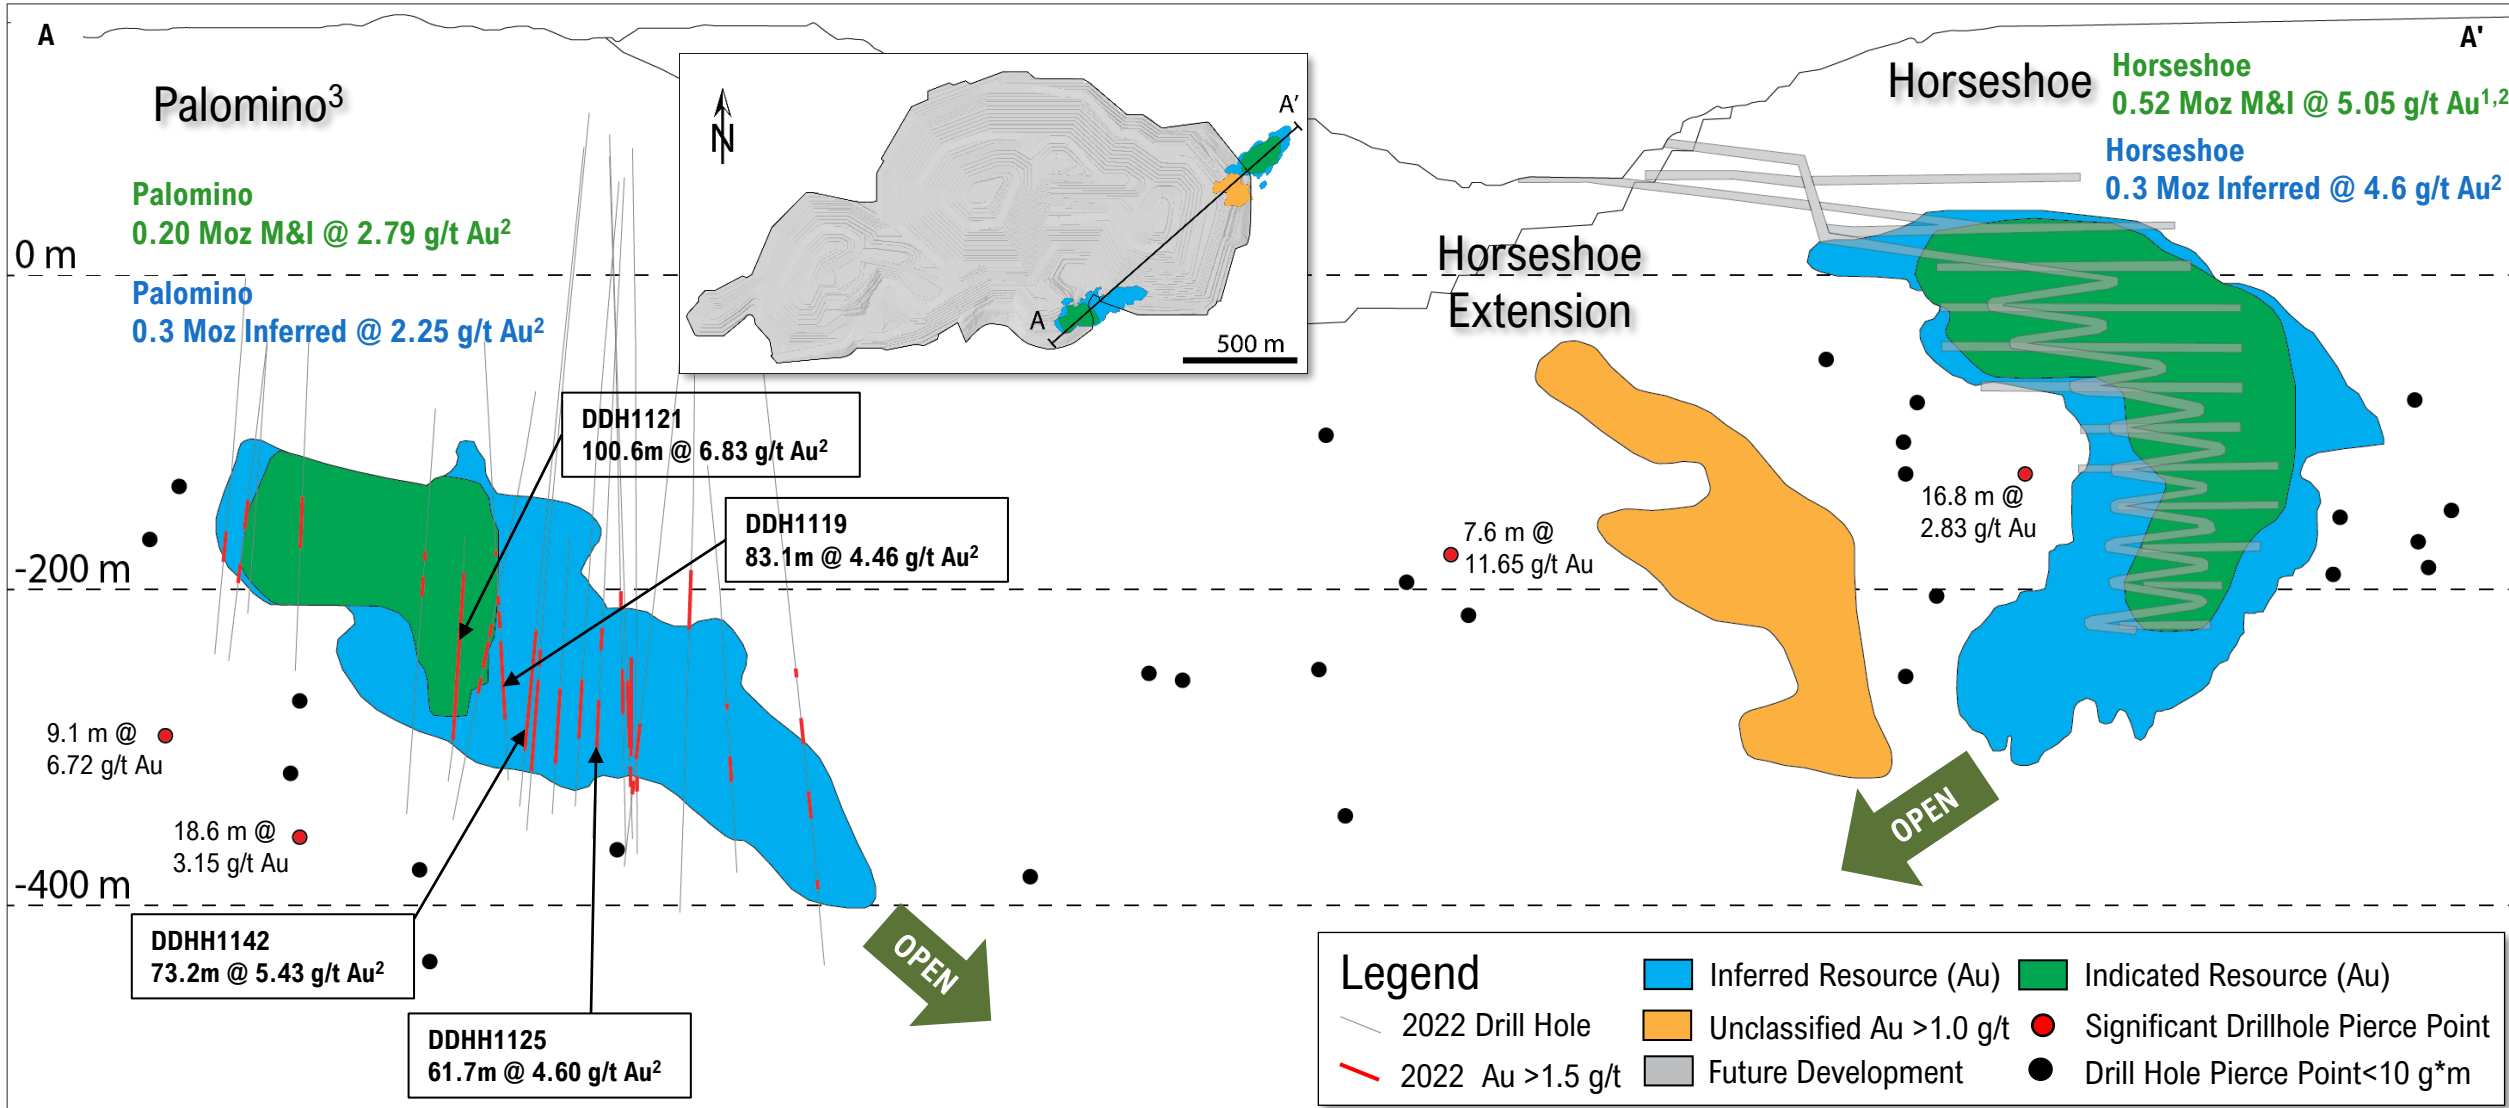 A
A'
Palomino³
Palomino
0.20 Moz M&I @ 2.79 g/t Au²
0 m
Palomino
0.3 Moz Inferred @ 2.25 g/t Au²
N
A'
A
500 m
Horseshoe
Horseshoe
0.52 Moz M&I @ 5.05 g/t Au¹,²
Horseshoe
0.3 Moz Inferred @ 4.6 g/t Au²
Horseshoe
Extension
DDH1121
100.6m @ 6.83 g/t Au²
DDH1119
83.1m @ 4.46 g/t Au²
16.8 m @
2.83 g/t Au
7.6 m @
11.65 g/t Au
-200 m
9.1 m @
6.72 g/t Au
18.6 m @
3.15 g/t Au
-400 m
OPEN
OPEN
DDHH1142
73.2m @ 5.43 g/t Au²
DDHH1125
61.7m @ 4.60 g/t Au²
Legend
2022 Drill Hole
2022 Au >1.5 g/t
Inferred Resource (Au)
Unclassified Au >1.0 g/t
Future Development
Indicated Resource (Au)
Significant Drillhole Pierce Point
Drill Hole Pierce Point<10 g*m